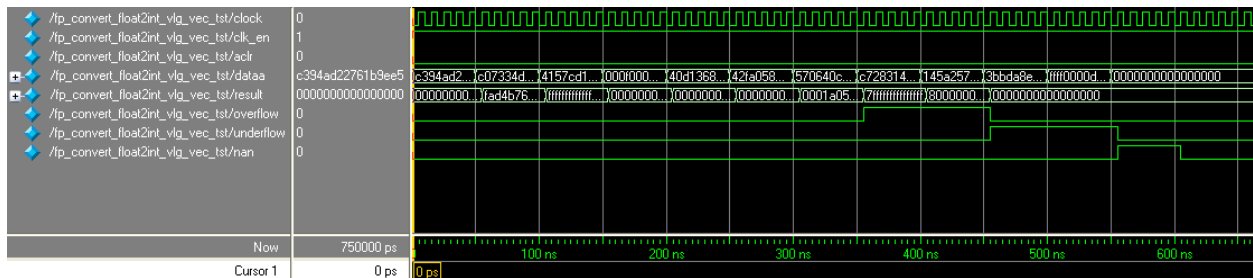 /fp_convert_float2int_vlg_vec_tst/clock 0
/fp_convert_float2int_vlg_vec_tst/clk_en 1
/fp_convert_float2int_vlg_vec_tst/aclr 0
/fp_convert_float2int_vlg_vec_tst/dataa c394ad22761b9ee5 c394ad2... c07334d... 4157cd1... 000f000... 40d1368... 42fa058... 570640c... c728314... 145a257... 3bbda8e... ffff0000d... 0000000000000000
/fp_convert_float2int_vlg_vec_tst/result 0000000000000000 00000000... fad4b76... ffffffffffff... 0000000... 0000000... 0000000... 0001a05... 7fffffffffffffff 8000000... 0000000000000000
/fp_convert_float2int_vlg_vec_tst/overflow 0
/fp_convert_float2int_vlg_vec_tst/underflow 0
/fp_convert_float2int_vlg_vec_tst/nan 0
Now 750000 ps 100 ns 200 ns 300 ns 400 ns 500 ns 600 ns
Cursor 1 0 ps 0 ps